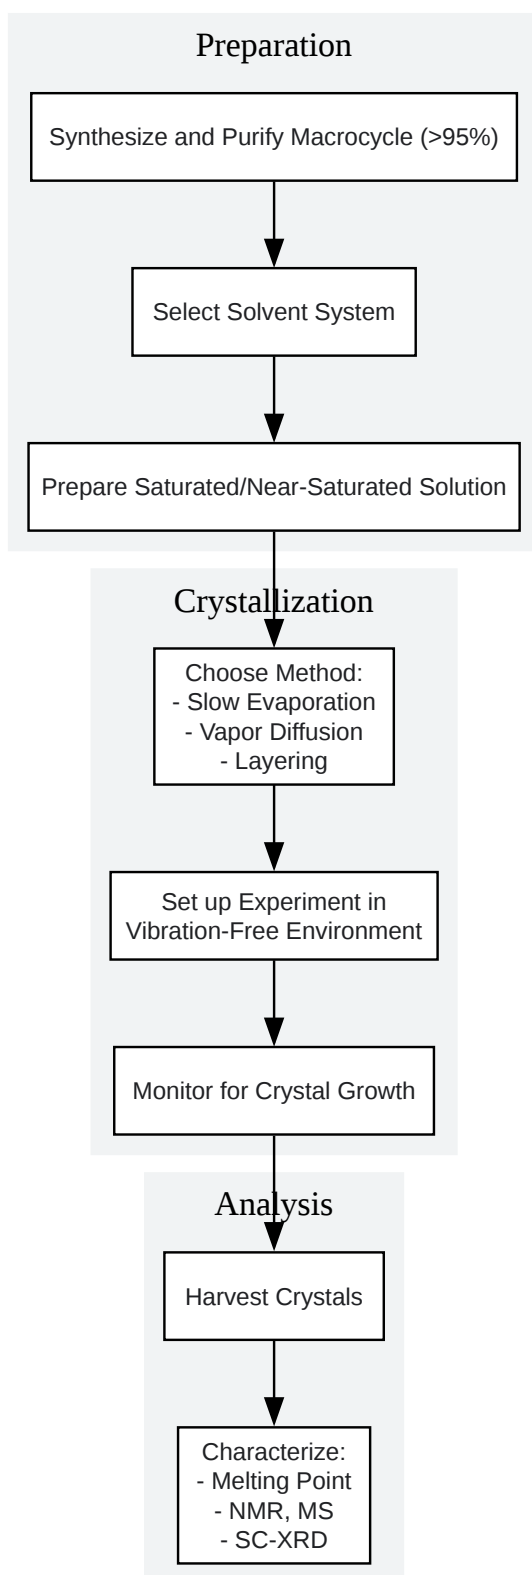 Preparation
Synthesize and Purify Macrocycle (>95%)
Select Solvent System
Prepare Saturated/Near-Saturated Solution
Crystallization
Choose Method:
- Slow Evaporation
- Vapor Diffusion
- Layering
Set up Experiment in
Vibration-Free Environment
Monitor for Crystal Growth
Analysis
Harvest Crystals
Characterize:
- Melting Point
- NMR, MS
- SC-XRD